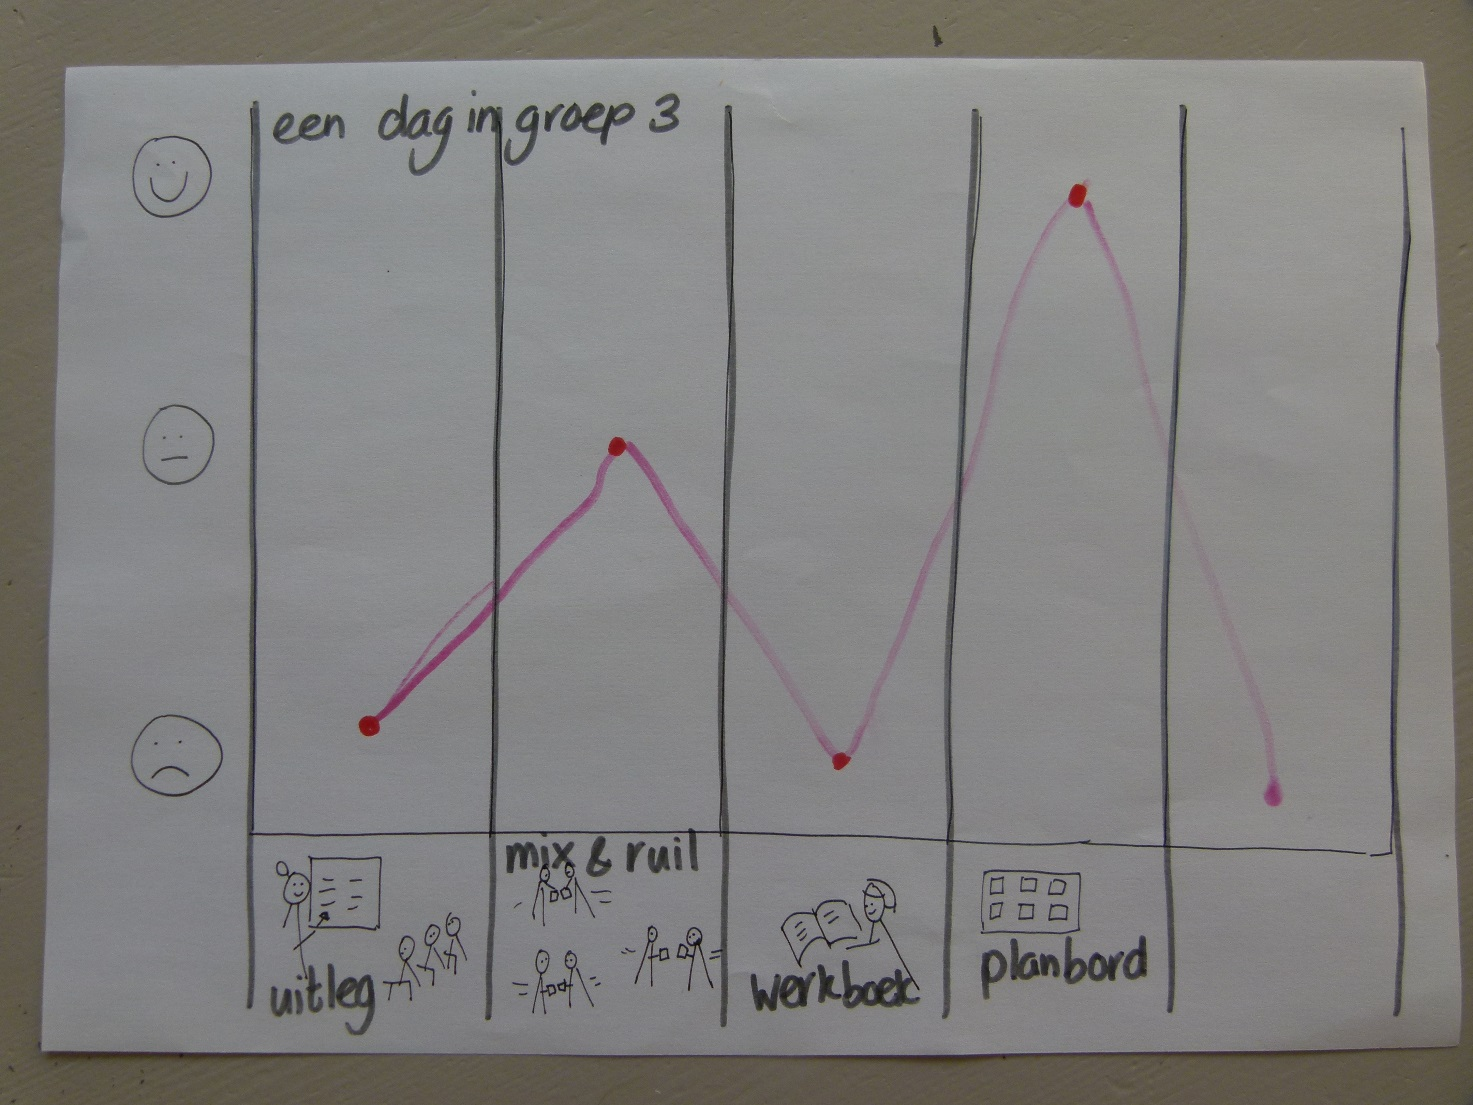 een dag in groep 3
mix & ruil
uitleg
werkboek
planbord